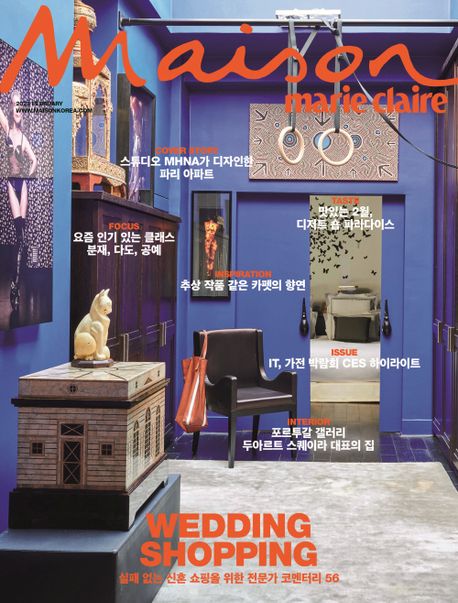 Maison
marie claire
2023 FEBRUARY
WWW.MAISONKOREA.COM
COVER STORY
스튜디오 MHNA가 디자인한
파리 아파트
TASTE
맛있는 2월,
디저트 숍 파라다이스
FOCUS
요즘 인기 있는 클래스
분재, 다도, 공예
INSPIRATION
추상 작품 같은 카펫의 향연
ISSUE
IT, 가전 박람회 CES 하이라이트
INTERIOR
포르투갈 갤러리
두아르트 스퀘이라 대표의 집
WEDDING
SHOPPING
실패 없는 신혼 쇼핑을 위한 전문가 코멘터리 56